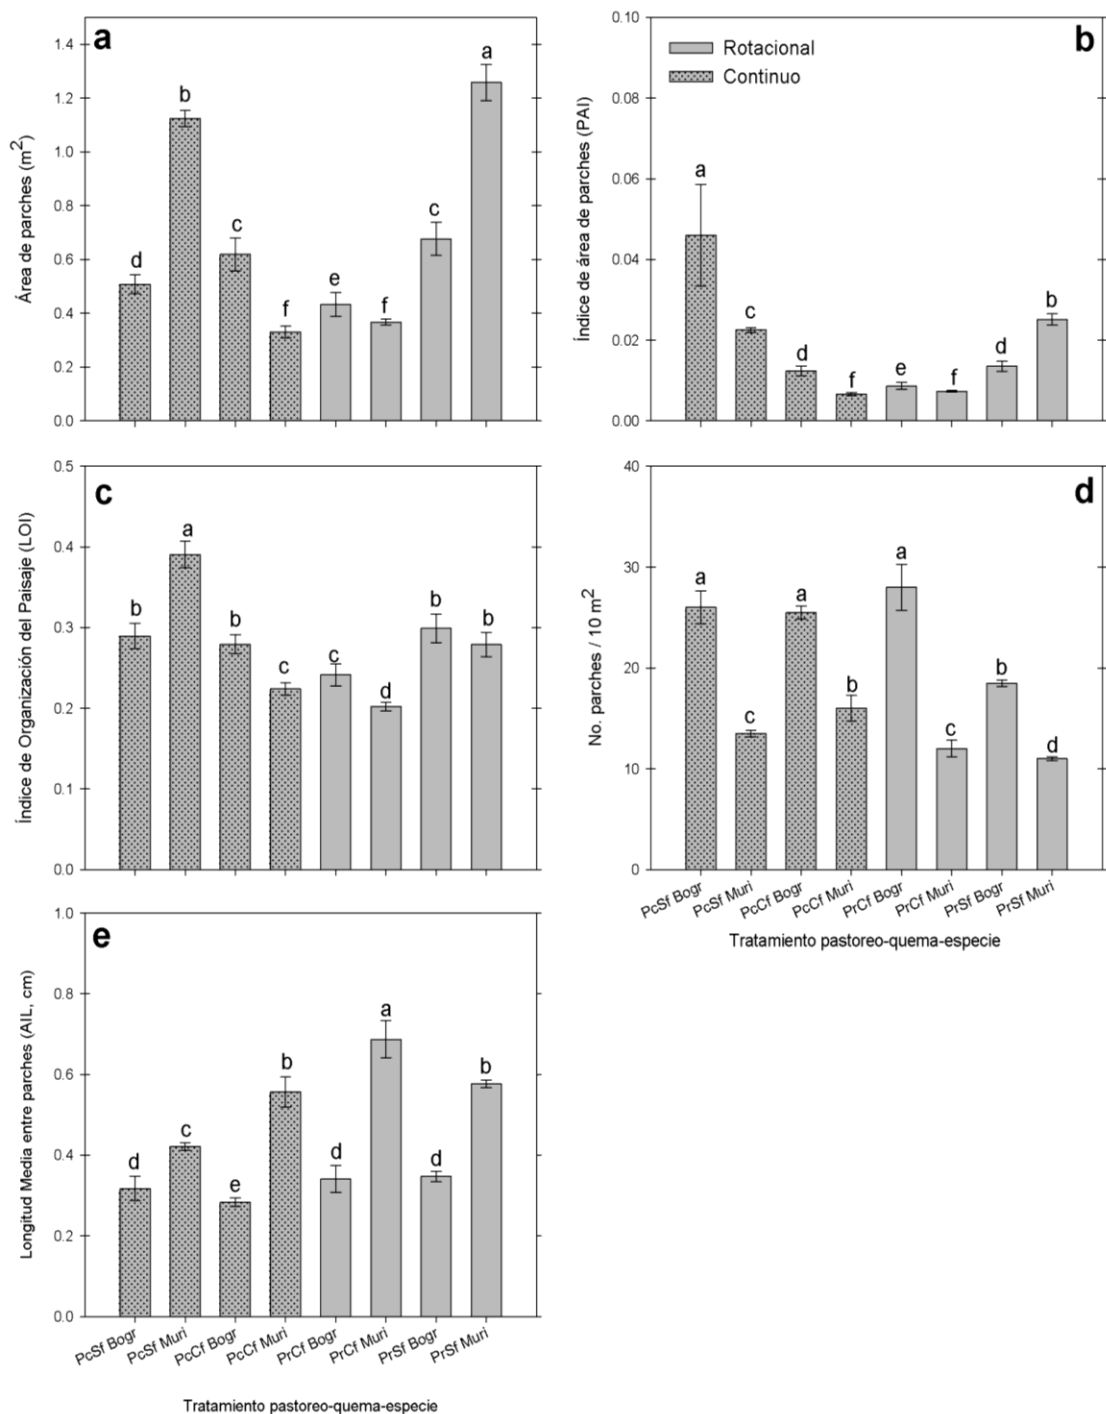 a
Área de parches (m2)
1.4
1.2
1.0
0.8
0.6
0.4
0.2
0.0
d
b
c
f
e
f
c
a
b
Rotacional
Continuo
Índice de área de parches (PAI)
0.10
0.08
0.06
0.04
0.02
0.00
a
c
d
f
e
f
d
b
c
Índice de Organización del Paisaje (LOI)
0.5
0.4
0.3
0.2
0.1
0.0
b
a
b
c
c
d
b
b
d
No. parches / 10 m2
40
30
20
10
0
a
c
a
b
a
c
b
d
PcSf Bogr
PcSf Muri
PcCf Bogr
PcCf Muri
PrCf Bogr
PrCf Muri
PrSf Bogr
PrSf Muri
Tratamiento pastoreo-quema-especie
e
Longitud Media entre parches (AIL, cm)
1.0
0.8
0.6
0.4
0.2
0.0
d
c
e
b
d
a
d
b
PcSf Bogr
PcSf Muri
PcCf Bogr
PcCf Muri
PrCf Bogr
PrCf Muri
PrSf Bogr
PrSf Muri
Tratamiento pastoreo-quema-especie